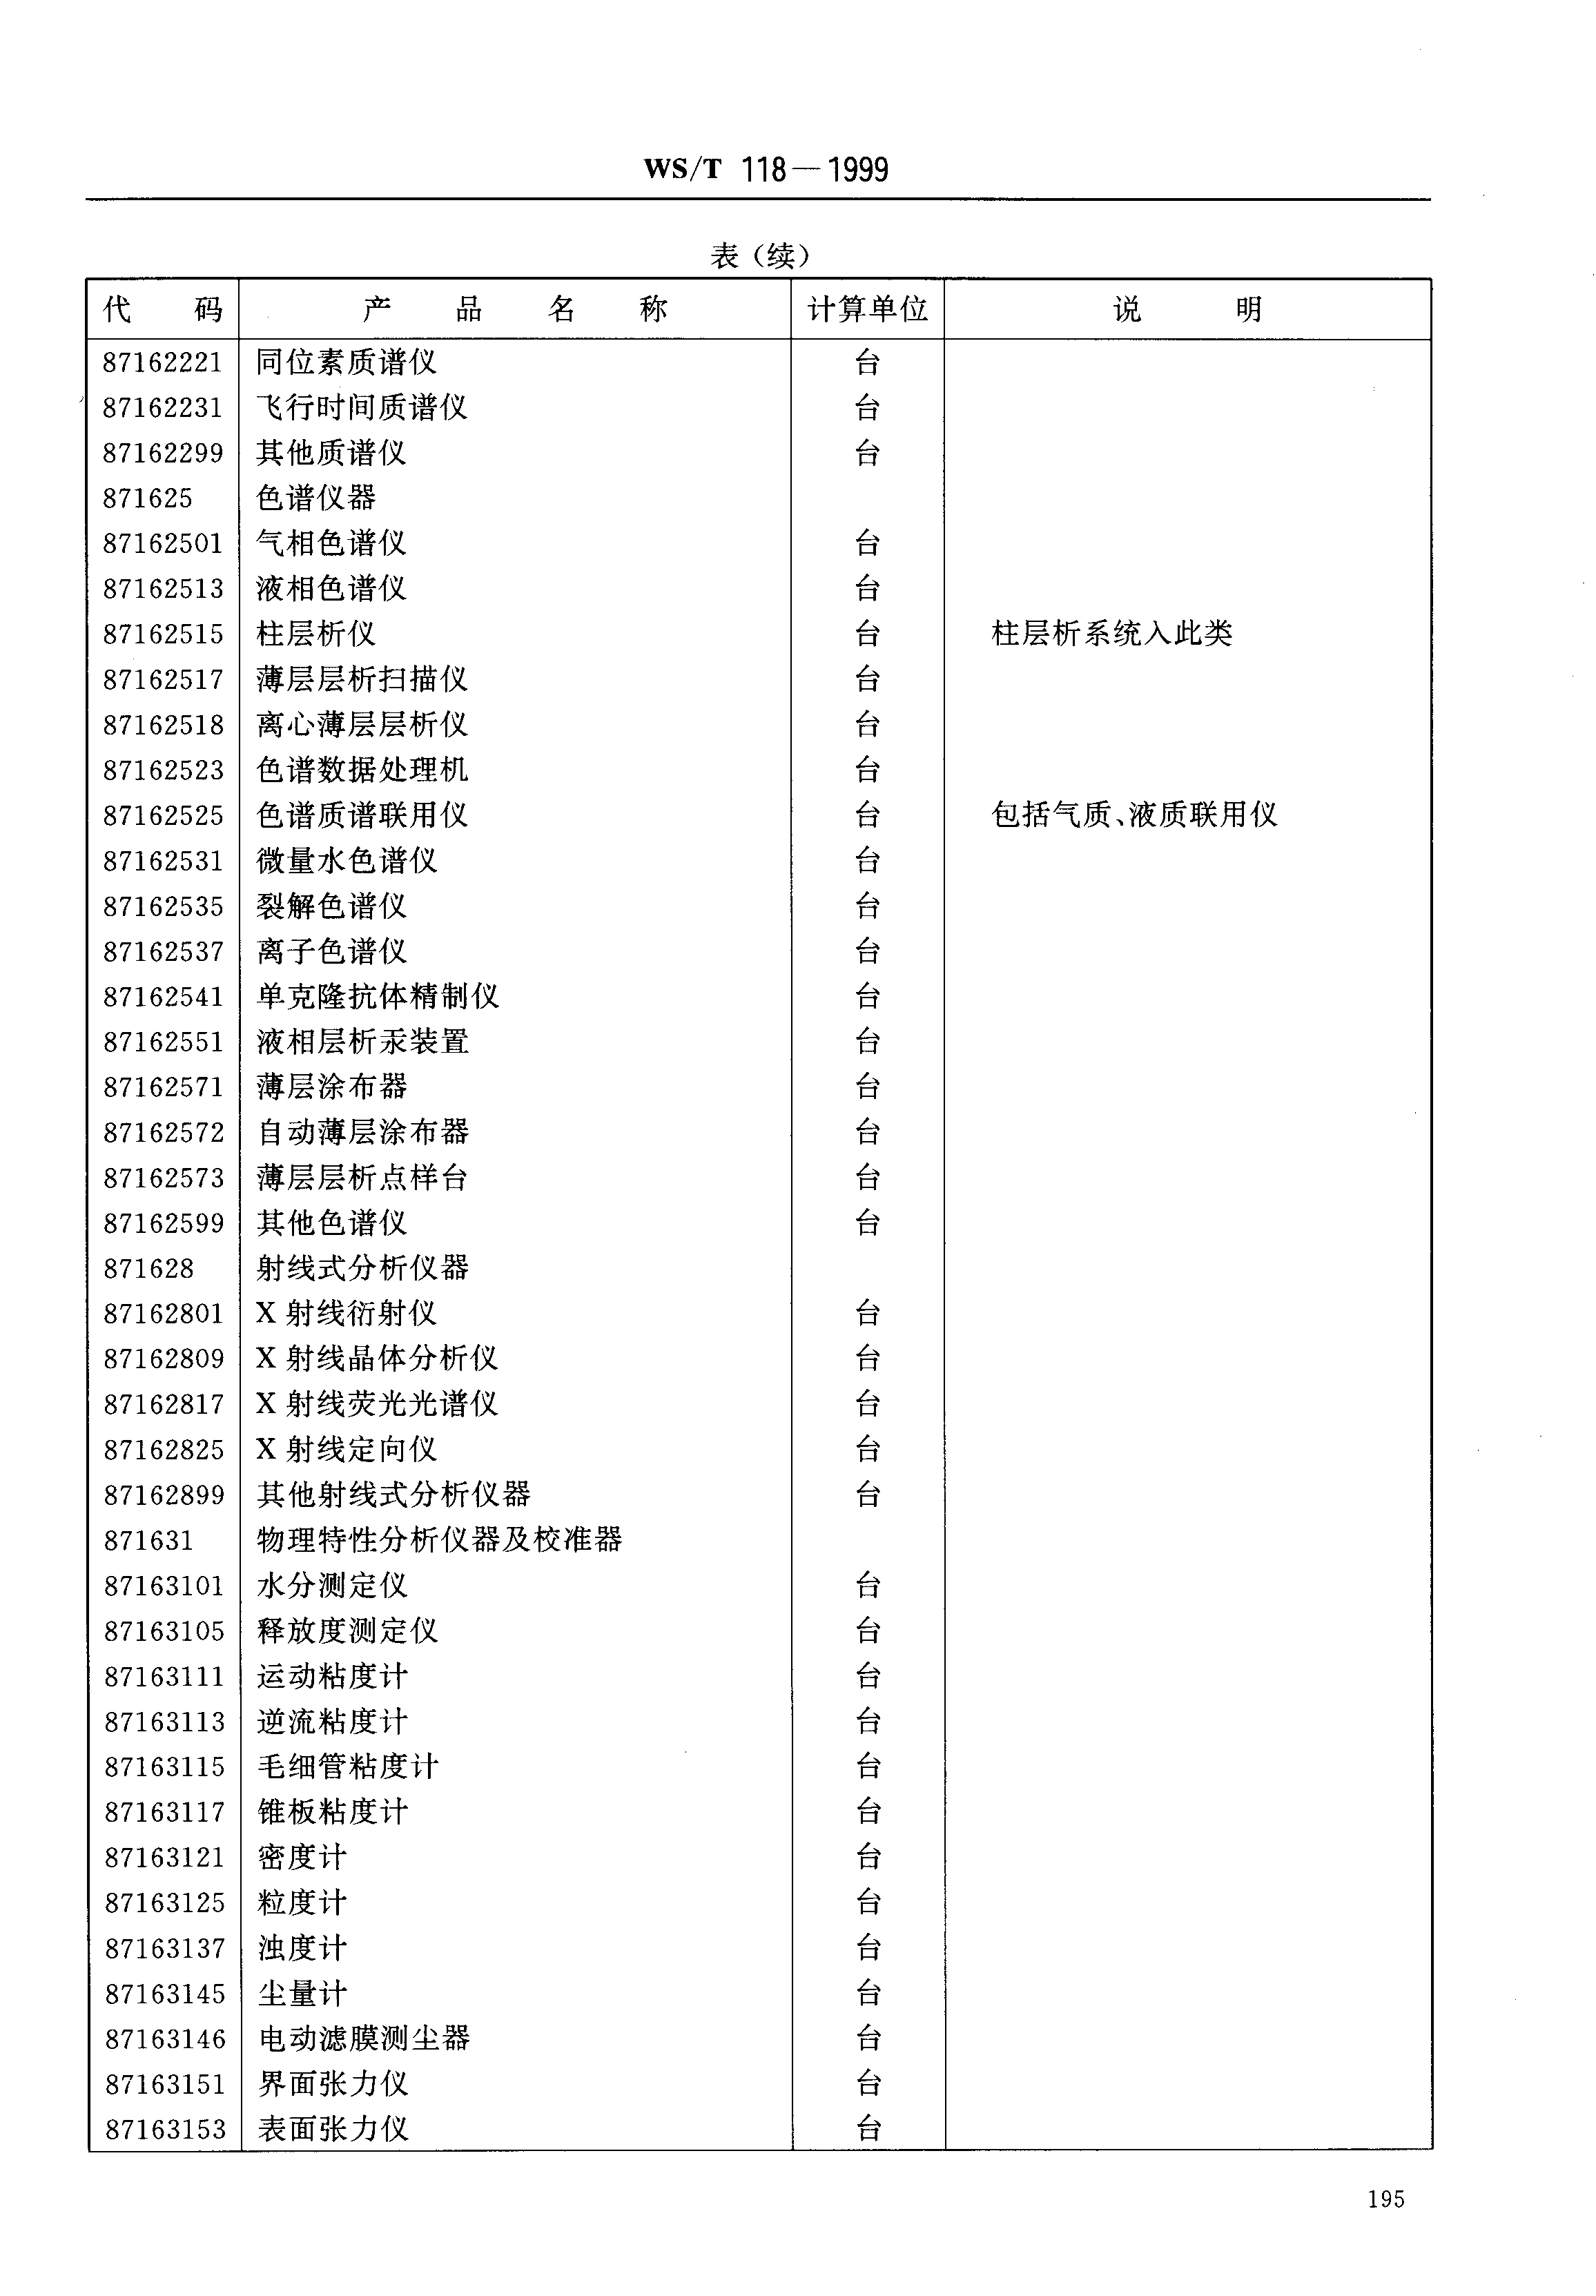 WS/T 118—1999
表（续）
代 码 产 品 名 称 计算单位 说 明
87162221 同位素质谱仪 台
87162231 飞行时间质谱仪 台
87162299 其他质谱仪 台
871625 色谱仪器
87162501 气相色谱仪 台
87162513 液相色谱仪 台
87162515 柱层析仪 台 柱层析系统入此类
87162517 薄层层析扫描仪 台
87162518 离心薄层层析仪 台
87162523 色谱数据处理机 台
87162525 色谱质谱联用仪 台 包括气质、液质联用仪
87162531 微量水色谱仪 台
87162535 裂解色谱仪 台
87162537 离子色谱仪 台
87162541 单克隆抗体精制仪 台
87162551 液相层析汞装置 台
87162571 薄层涂布器 台
87162572 自动薄层涂布器 台
87162573 薄层层析点样台 台
87162599 其他色谱仪 台
871628 射线式分析仪器
87162801 X 射线衍射仪 台
87162809 X 射线晶体分析仪 台
87162817 X 射线荧光光谱仪 台
87162825 X 射线定向仪 台
87162899 其他射线式分析仪器 台
871631 物理特性分析仪器及校准器
87163101 水分测定仪 台
87163105 释放度测定仪 台
87163111 运动粘度计 台
87163113 逆流粘度计 台
87163115 毛细管粘度计 台
87163117 锥板粘度计 台
87163121 密度计 台
87163125 粒度计 台
87163137 浊度计 台
87163145 尘量计 台
87163146 电动滤膜测尘器 台
87163151 界面张力仪 台
87163153 表面张力仪 台
195